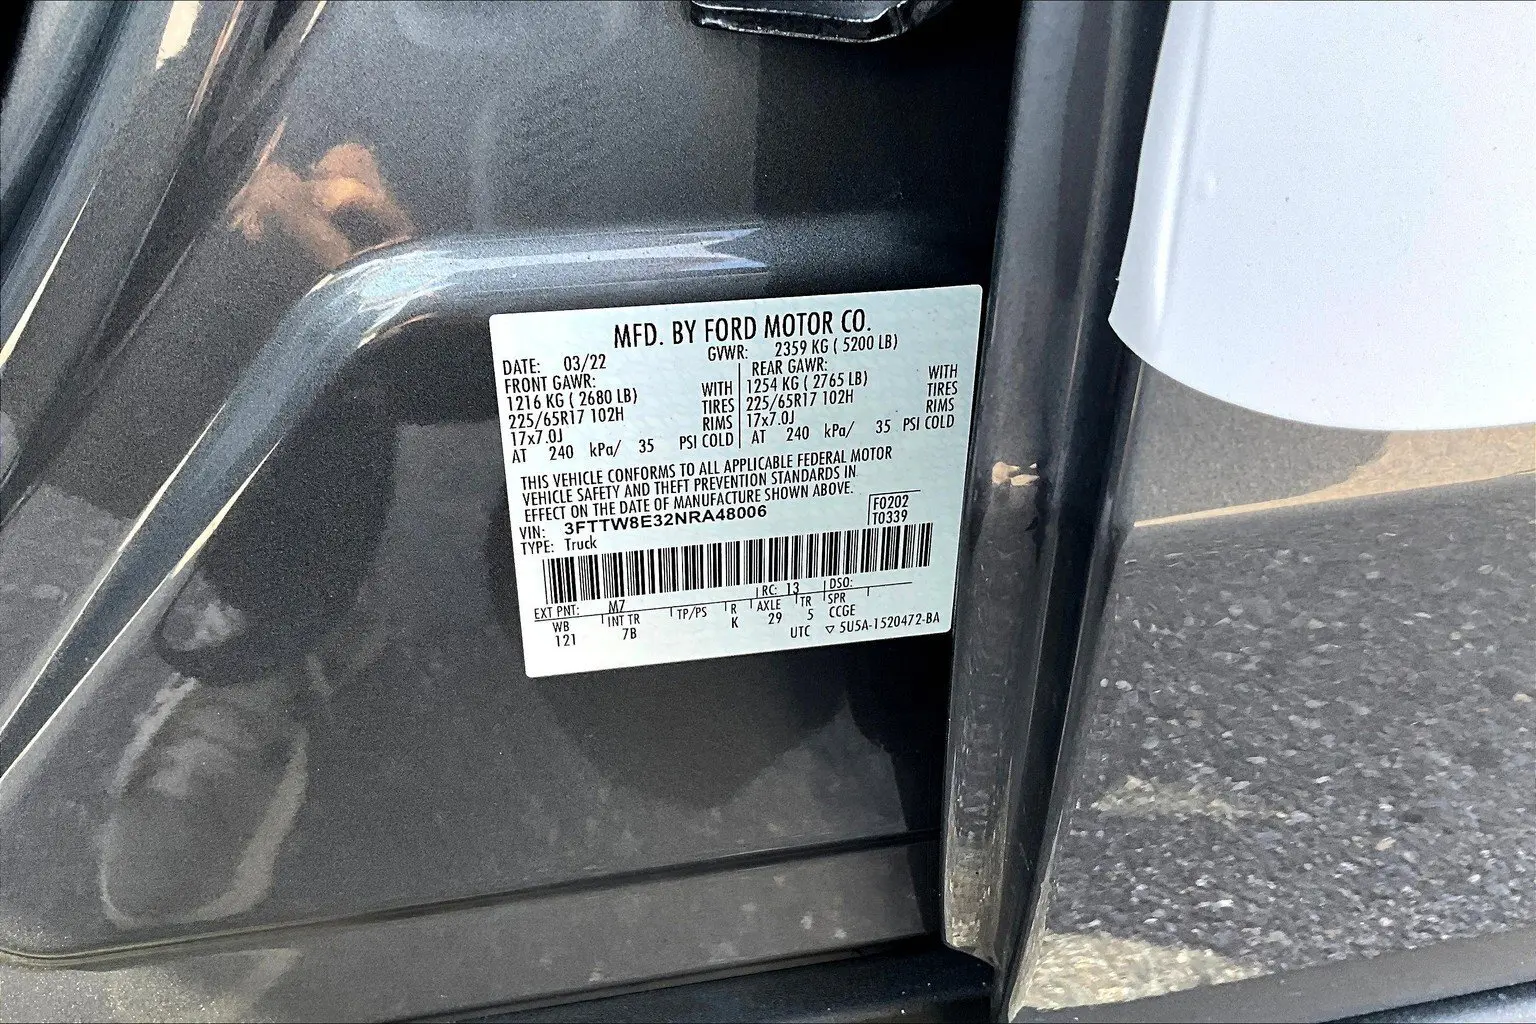 MFD. BY FORD MOTOR CO.
DATE: 03/22 GVWR: 2359 KG ( 5200 LB)
FRONT GAWR: REAR GAWR:
1216 KG ( 2680 LB) WITH 1254 KG ( 2765 LB) WITH
225/65R17 102H TIRES 225/65R17 102H TIRES
17x7.0J RIMS 17x7.0J RIMS
AT 240 kPa/ 35 PSI COLD AT 240 kPa/ 35 PSI COLD
THIS VEHICLE CONFORMS TO ALL APPLICABLE FEDERAL MOTOR
VEHICLE SAFETY AND THEFT PREVENTION STANDARDS IN
EFFECT ON THE DATE OF MANUFACTURE SHOWN ABOVE.
VIN: 3FTTW8E32NRA48006 F0202
TYPE: Truck T0339
EXT PNT: M7 RC: 13 DSO:
WB INT TR TP/PS R AXLE TR SPR
121 7B K 29 5 CCGE
UTC ▽ 5U5A-1520472-BA